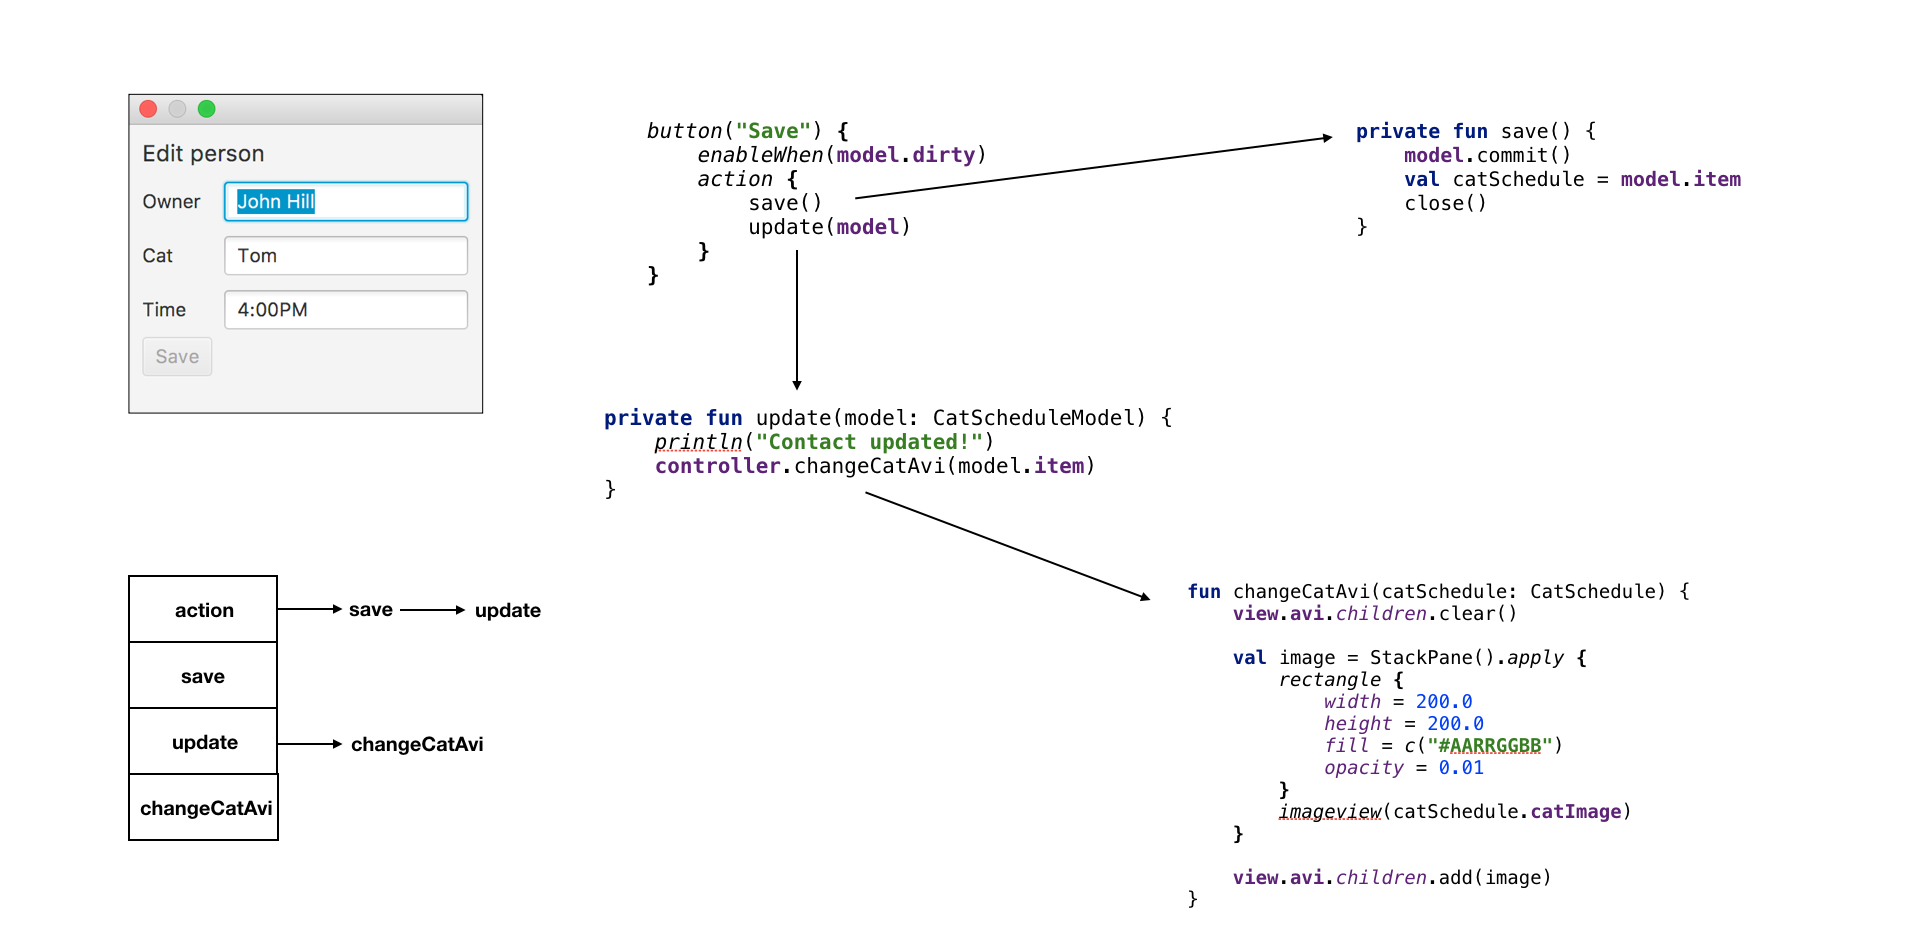 Edit person
Owner John Hill
Cat Tom
Time 4:00PM
Save
button("Save") {
    enableWhen(model.dirty)
    action {
        save()
        update(model)
    }
}
private fun save() {
    model.commit()
    val catSchedule = model.item
    close()
}
private fun update(model: CatScheduleModel) {
    println("Contact updated!")
    controller.changeCatAvi(model.item)
}
action save update
save
update changeCatAvi
changeCatAvi
fun changeCatAvi(catSchedule: CatSchedule) {
    view.avi.children.clear()
    val image = StackPane().apply {
        rectangle {
            width = 200.0
            height = 200.0
            fill = c("#AARRGGBB")
            opacity = 0.01
        }
        imageview(catSchedule.catImage)
    }
    view.avi.children.add(image)
}